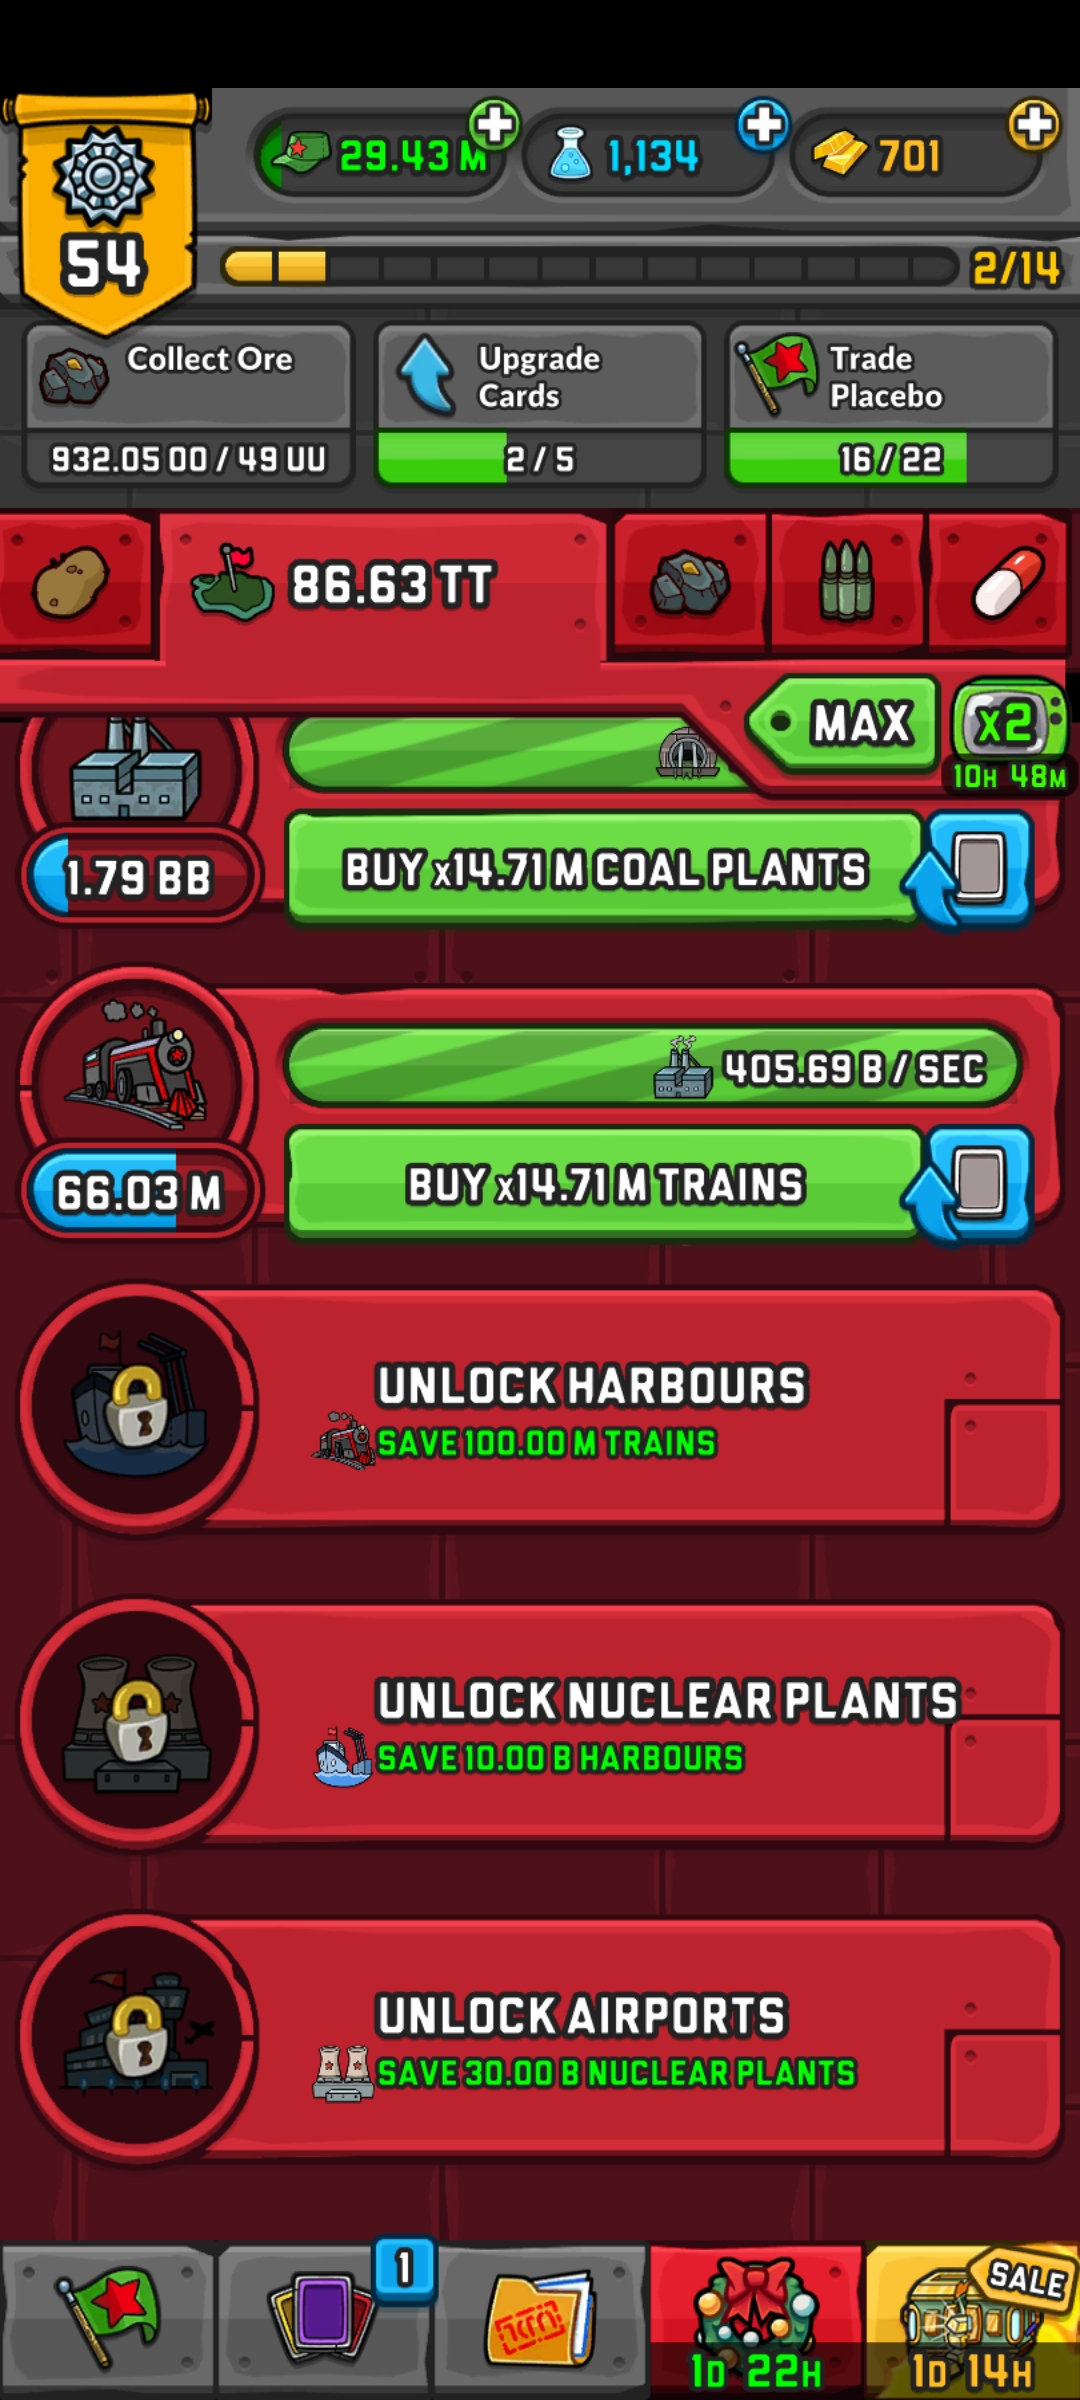 54
29.43 M
1,134
701
2/14
Collect Ore
932.05 OO / 49 UU
Upgrade
Cards
2 / 5
Trade
Placebo
16 / 22
86.63 TT
MAX
x2
10H 48M
1.79 BB
BUY x14.71 M COAL PLANTS
405.69 B / SEC
66.03 M
BUY x14.71 M TRAINS
UNLOCK HARBOURS
SAVE 100.00 M TRAINS
UNLOCK NUCLEAR PLANTS
SAVE 10.00 B HARBOURS
UNLOCK AIRPORTS
SAVE 30.00 B NUCLEAR PLANTS
1
SALE
1D 22H
1D 14H